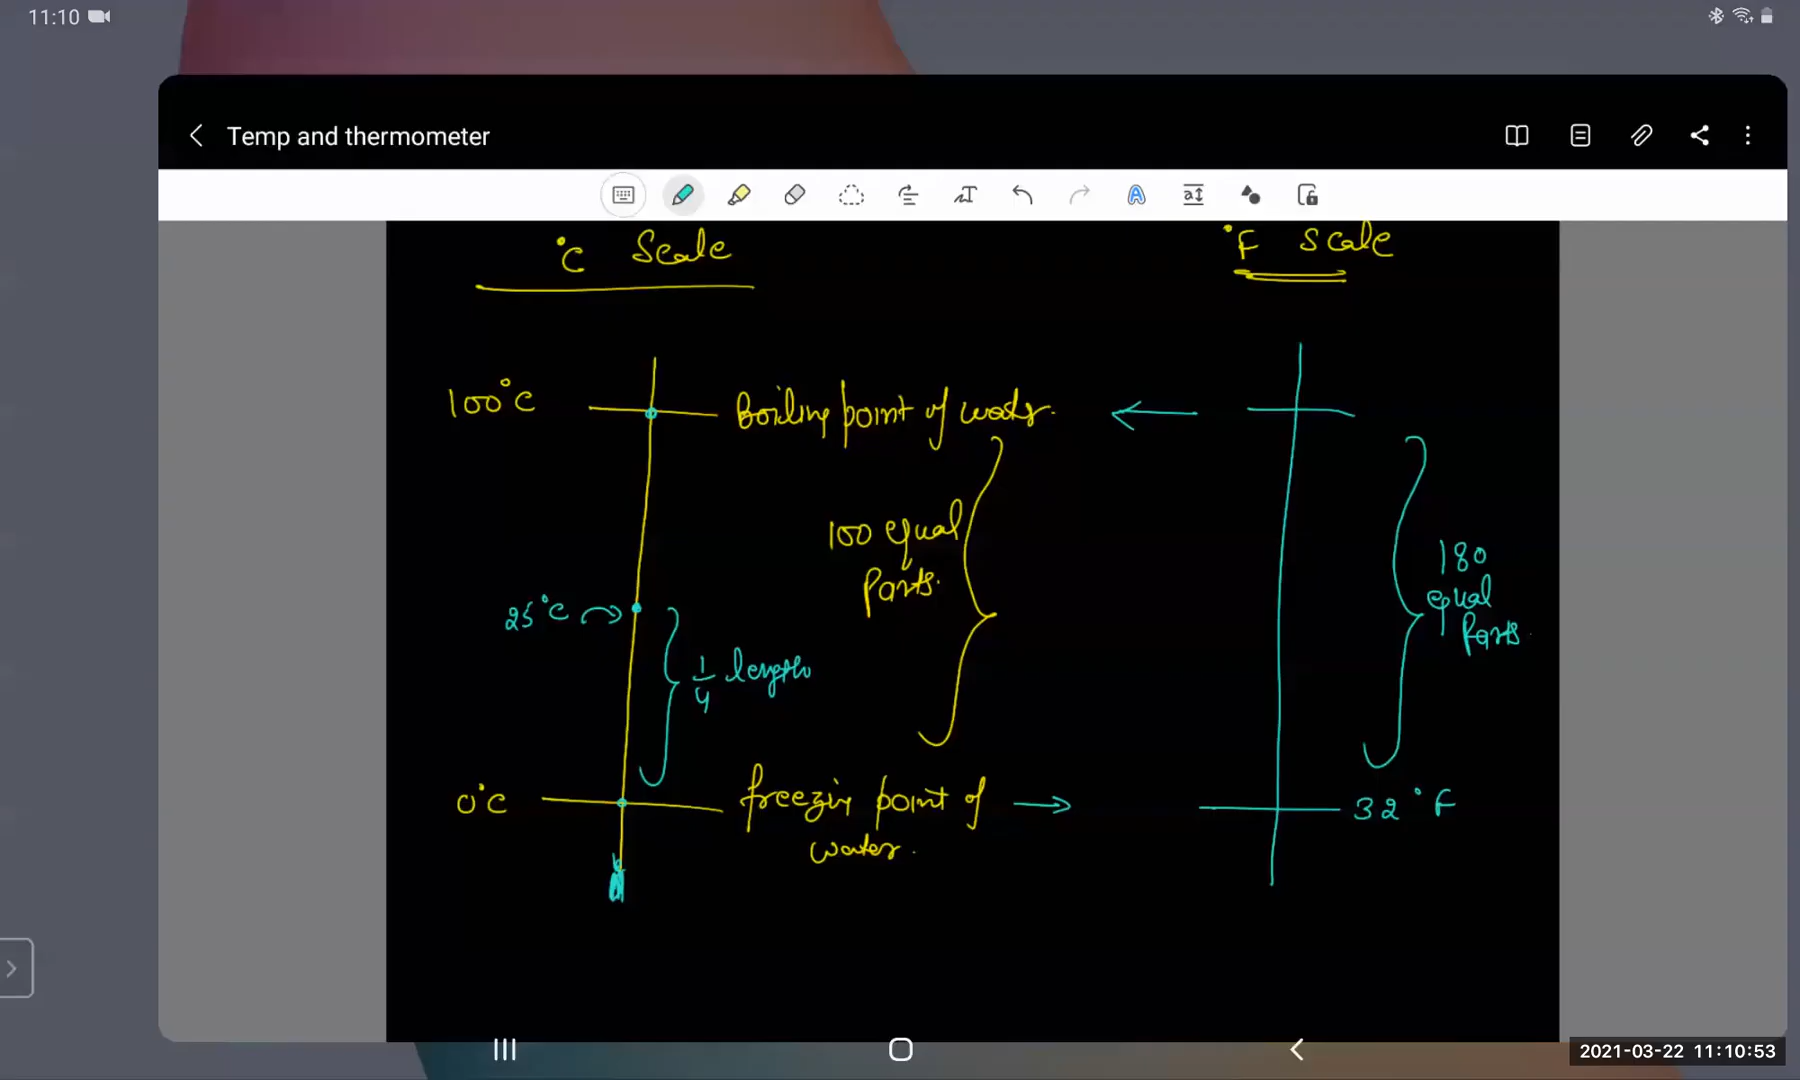 11:10
Temp and thermometer
°C Scale
°F Scale
100°C
Boiling point of water.
100 equal
Parts.
180
equal
Parts.
25°C
1/4 length
0°C
freezin point of
water.
32°F
2021-03-22 11:10:53